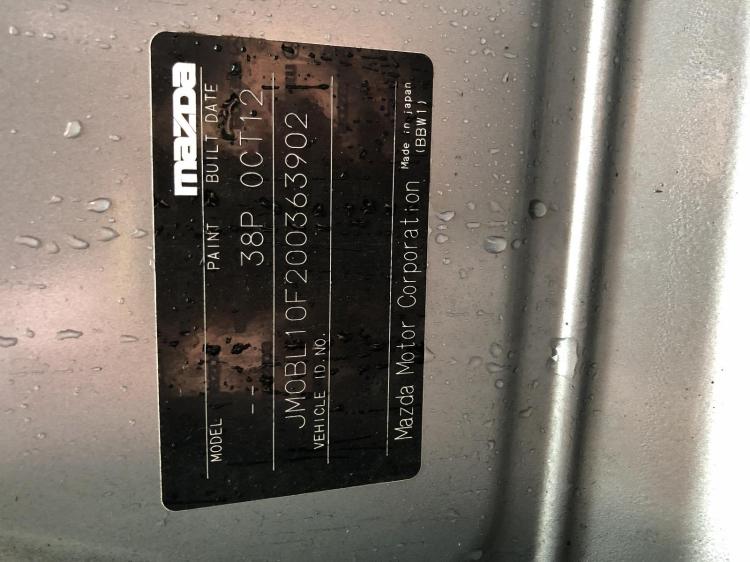 mazda
MODEL PAINT BUILT DATE
-- 38P OCT12
JM0BL10F200363902
VEHICLE ID.NO.
Mazda Motor Corporation Made in japan
(BBW1)